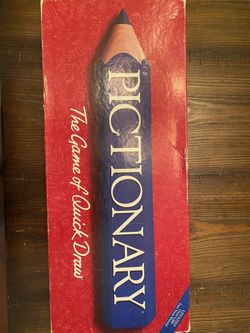 PICTIONARY
The Game of Quick Draw